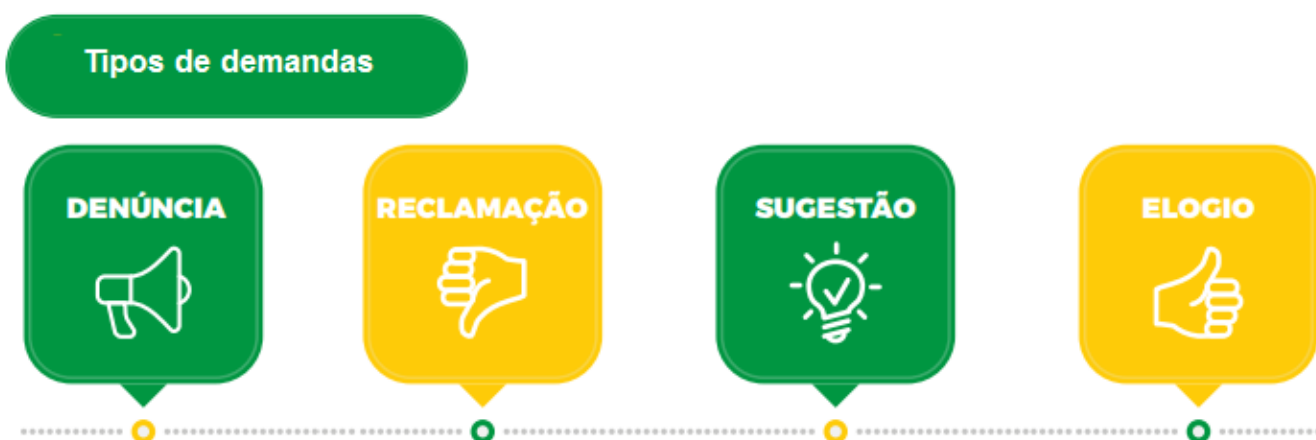 Tipos de demandas
DENÚNCIA
RECLAMAÇÃO
SUGESTÃO
ELOGIO